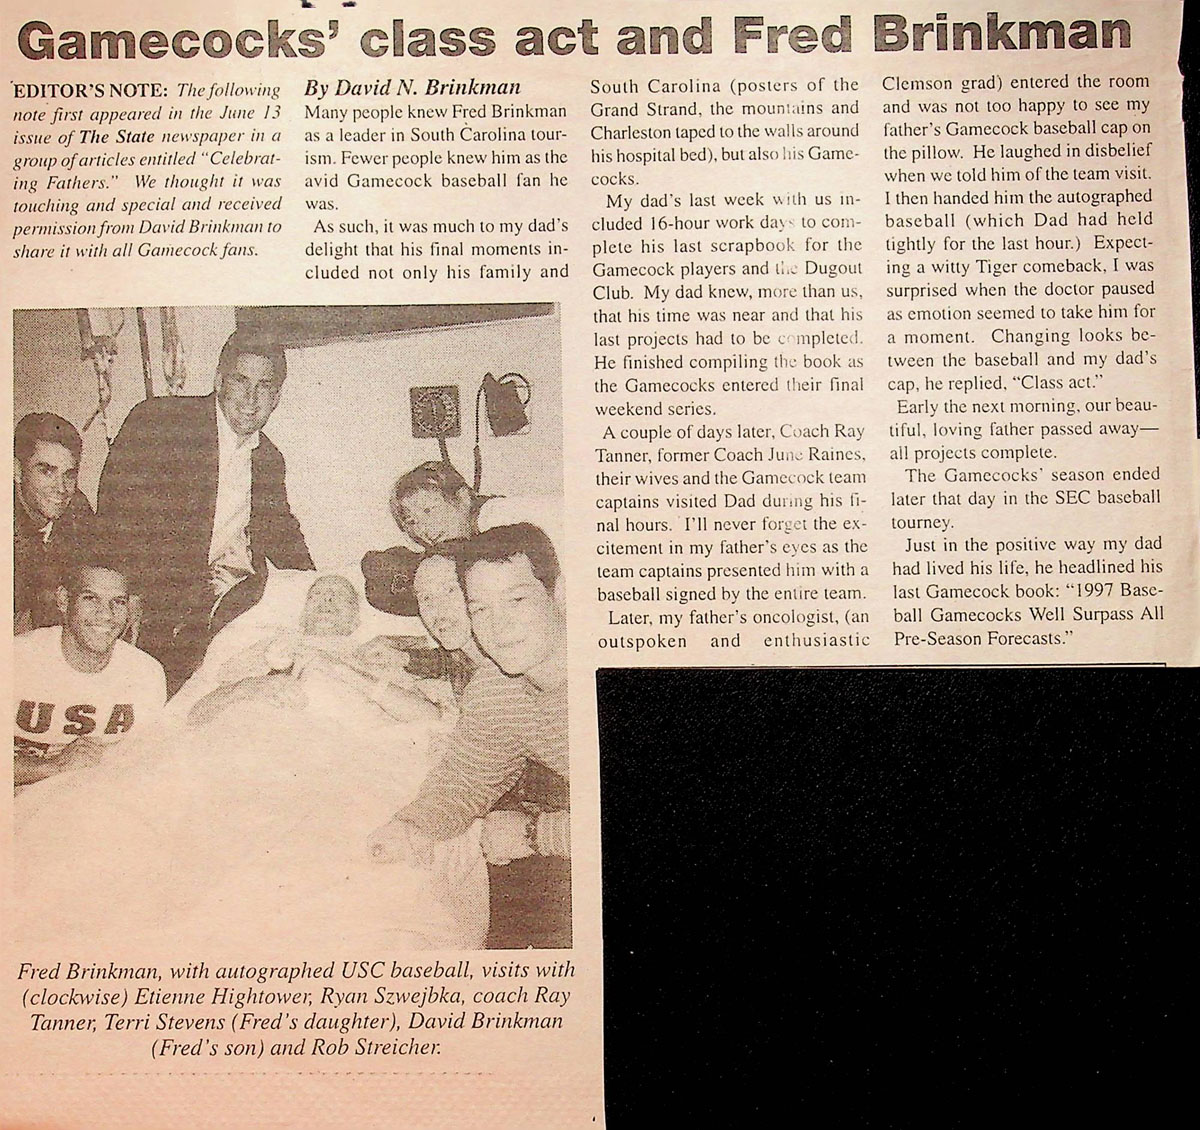 Gamecocks' class act and Fred Brinkman
EDITOR'S NOTE: The following
note first appeared in the June 13
issue of The State newspaper in a
group of articles entitled "Celebrat-
ing Fathers." We thought it was
touching and special and received
permission from David Brinkman to
share it with all Gamecock fans.
By David N. Brinkman
Many people knew Fred Brinkman
as a leader in South Carolina tour-
ism. Fewer people knew him as the
avid Gamecock baseball fan he
was.
As such, it was much to my dad's
delight that his final moments in-
cluded not only his family and
South Carolina (posters of the
Grand Strand, the mountains and
Charleston taped to the walls around
his hospital bed), but also his Game-
cocks.
My dad's last week with us in-
cluded 16-hour work days to com-
plete his last scrapbook for the
Gamecock players and the Dugout
Club. My dad knew, more than us,
that his time was near and that his
last projects had to be completed.
He finished compiling the book as
the Gamecocks entered their final
weekend series.
A couple of days later, Coach Ray
Tanner, former Coach June Raines,
their wives and the Gamecock team
captains visited Dad during his fi-
nal hours. I'll never forget the ex-
citement in my father's eyes as the
team captains presented him with a
baseball signed by the entire team.
Later, my father's oncologist, (an
outspoken and enthusiastic
Clemson grad) entered the room
and was not too happy to see my
father's Gamecock baseball cap on
the pillow. He laughed in disbelief
when we told him of the team visit.
I then handed him the autographed
baseball (which Dad had held
tightly for the last hour.) Expect-
ing a witty Tiger comeback, I was
surprised when the doctor paused
as emotion seemed to take him for
a moment. Changing looks be-
tween the baseball and my dad's
cap, he replied, "Class act."
Early the next morning, our beau-
tiful, loving father passed away—
all projects complete.
The Gamecocks' season ended
later that day in the SEC baseball
tourney.
Just in the positive way my dad
had lived his life, he headlined his
last Gamecock book: "1997 Base-
ball Gamecocks Well Surpass All
Pre-Season Forecasts."
USA
Fred Brinkman, with autographed USC baseball, visits with
(clockwise) Etienne Hightower, Ryan Szwejbka, coach Ray
Tanner, Terri Stevens (Fred's daughter), David Brinkman
(Fred's son) and Rob Streicher.